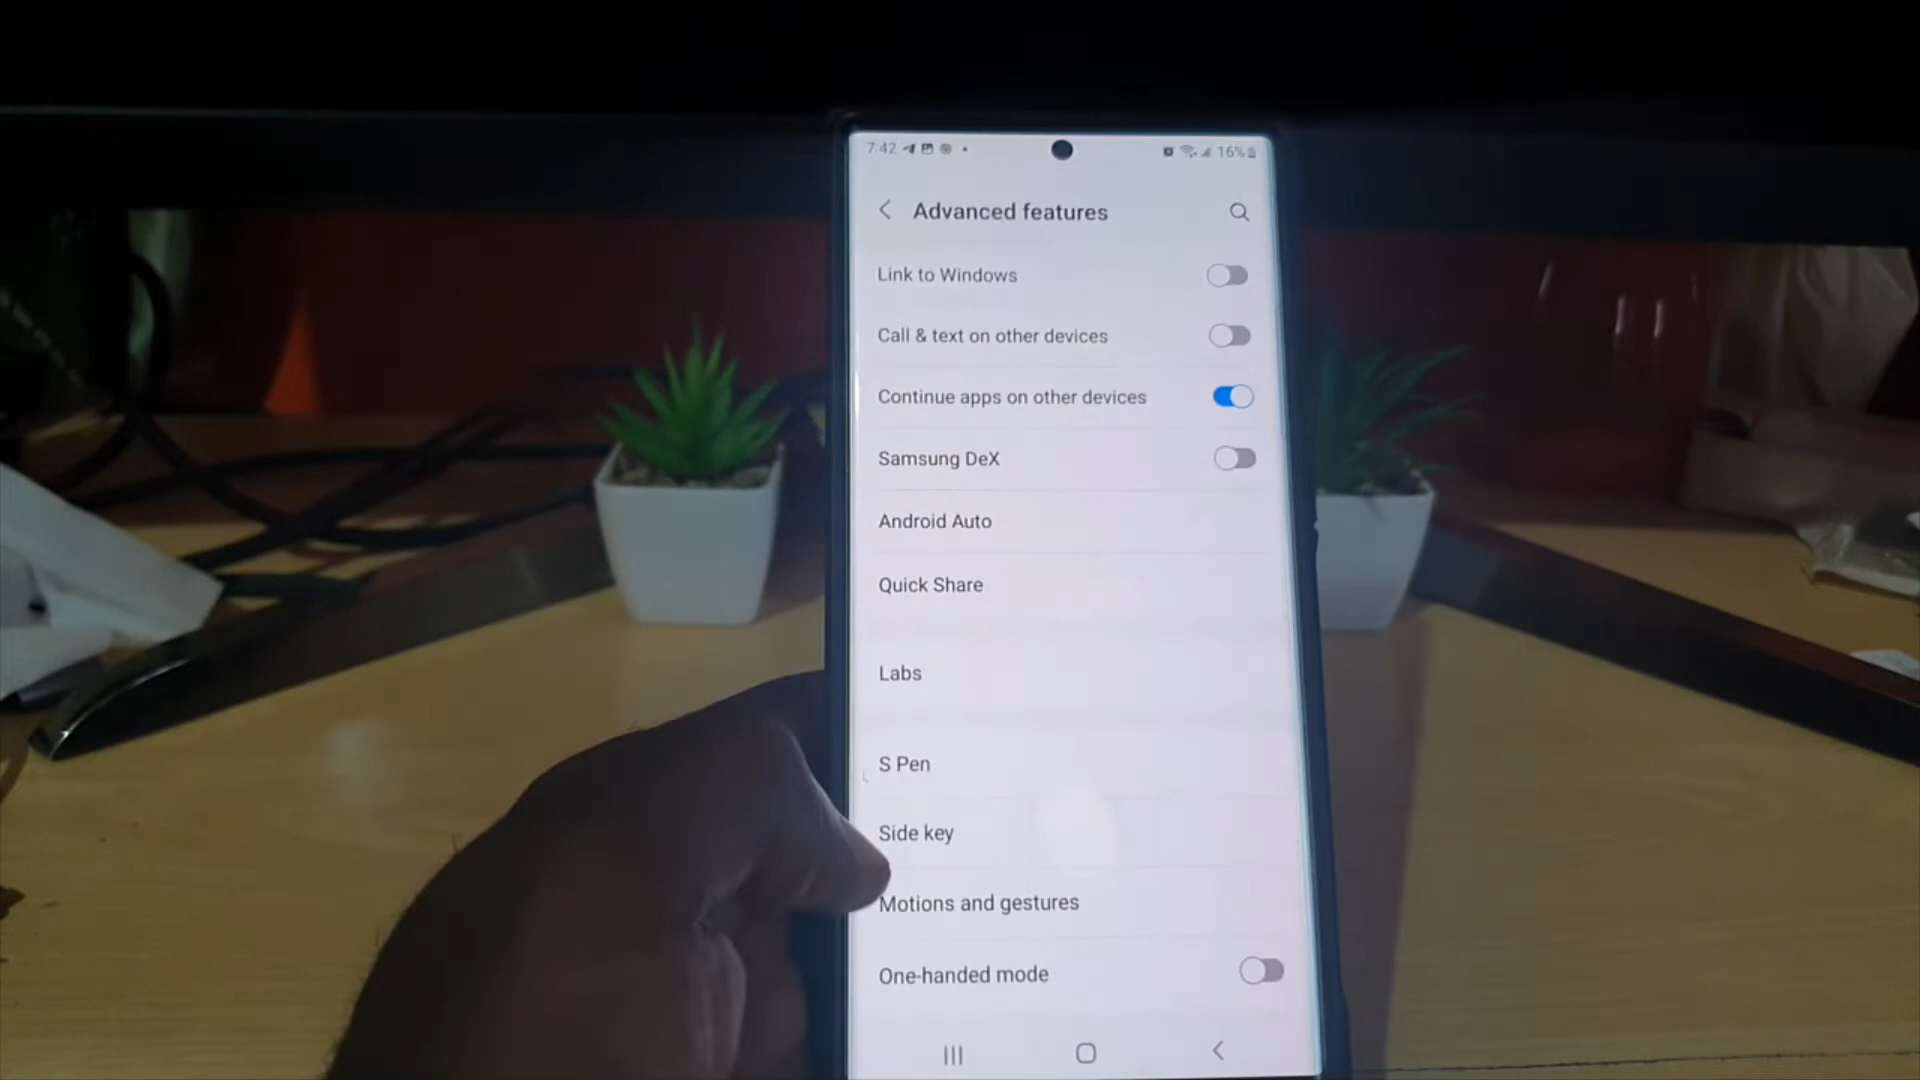 7:42
16%
Advanced features
Link to Windows
Call & text on other devices
Continue apps on other devices
Samsung DeX
Android Auto
Quick Share
Labs
S Pen
Side key
Motions and gestures
One-handed mode